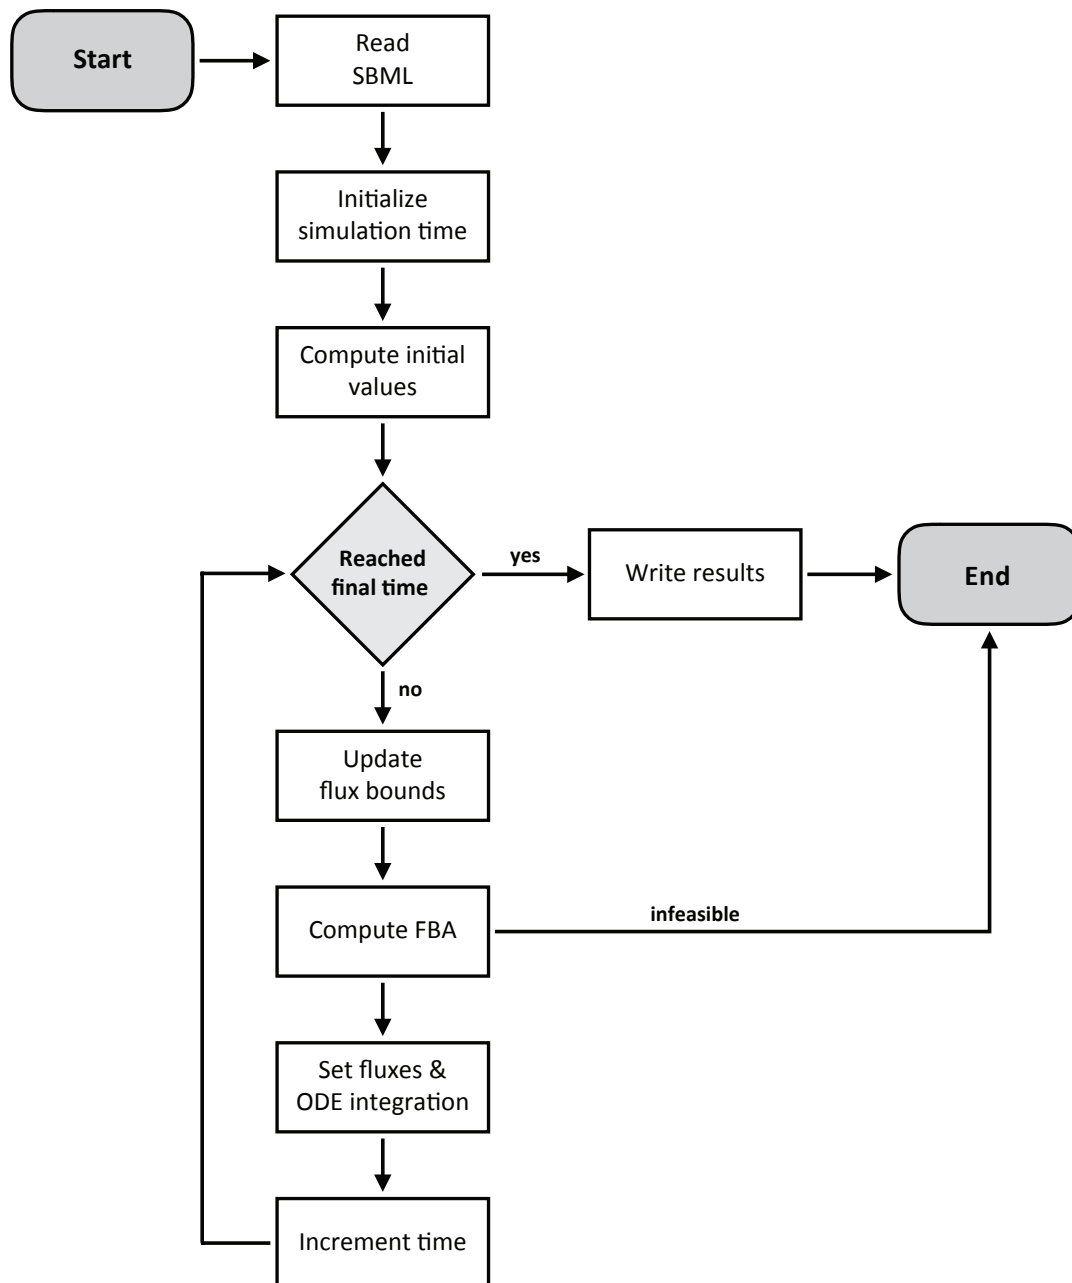 Start
Read
SBML
Initialize
simulation time
Compute initial
values
Reached
final time
yes
Write results
End
no
Update
flux bounds
Compute FBA
infeasible
Set fluxes &
ODE integration
Increment time